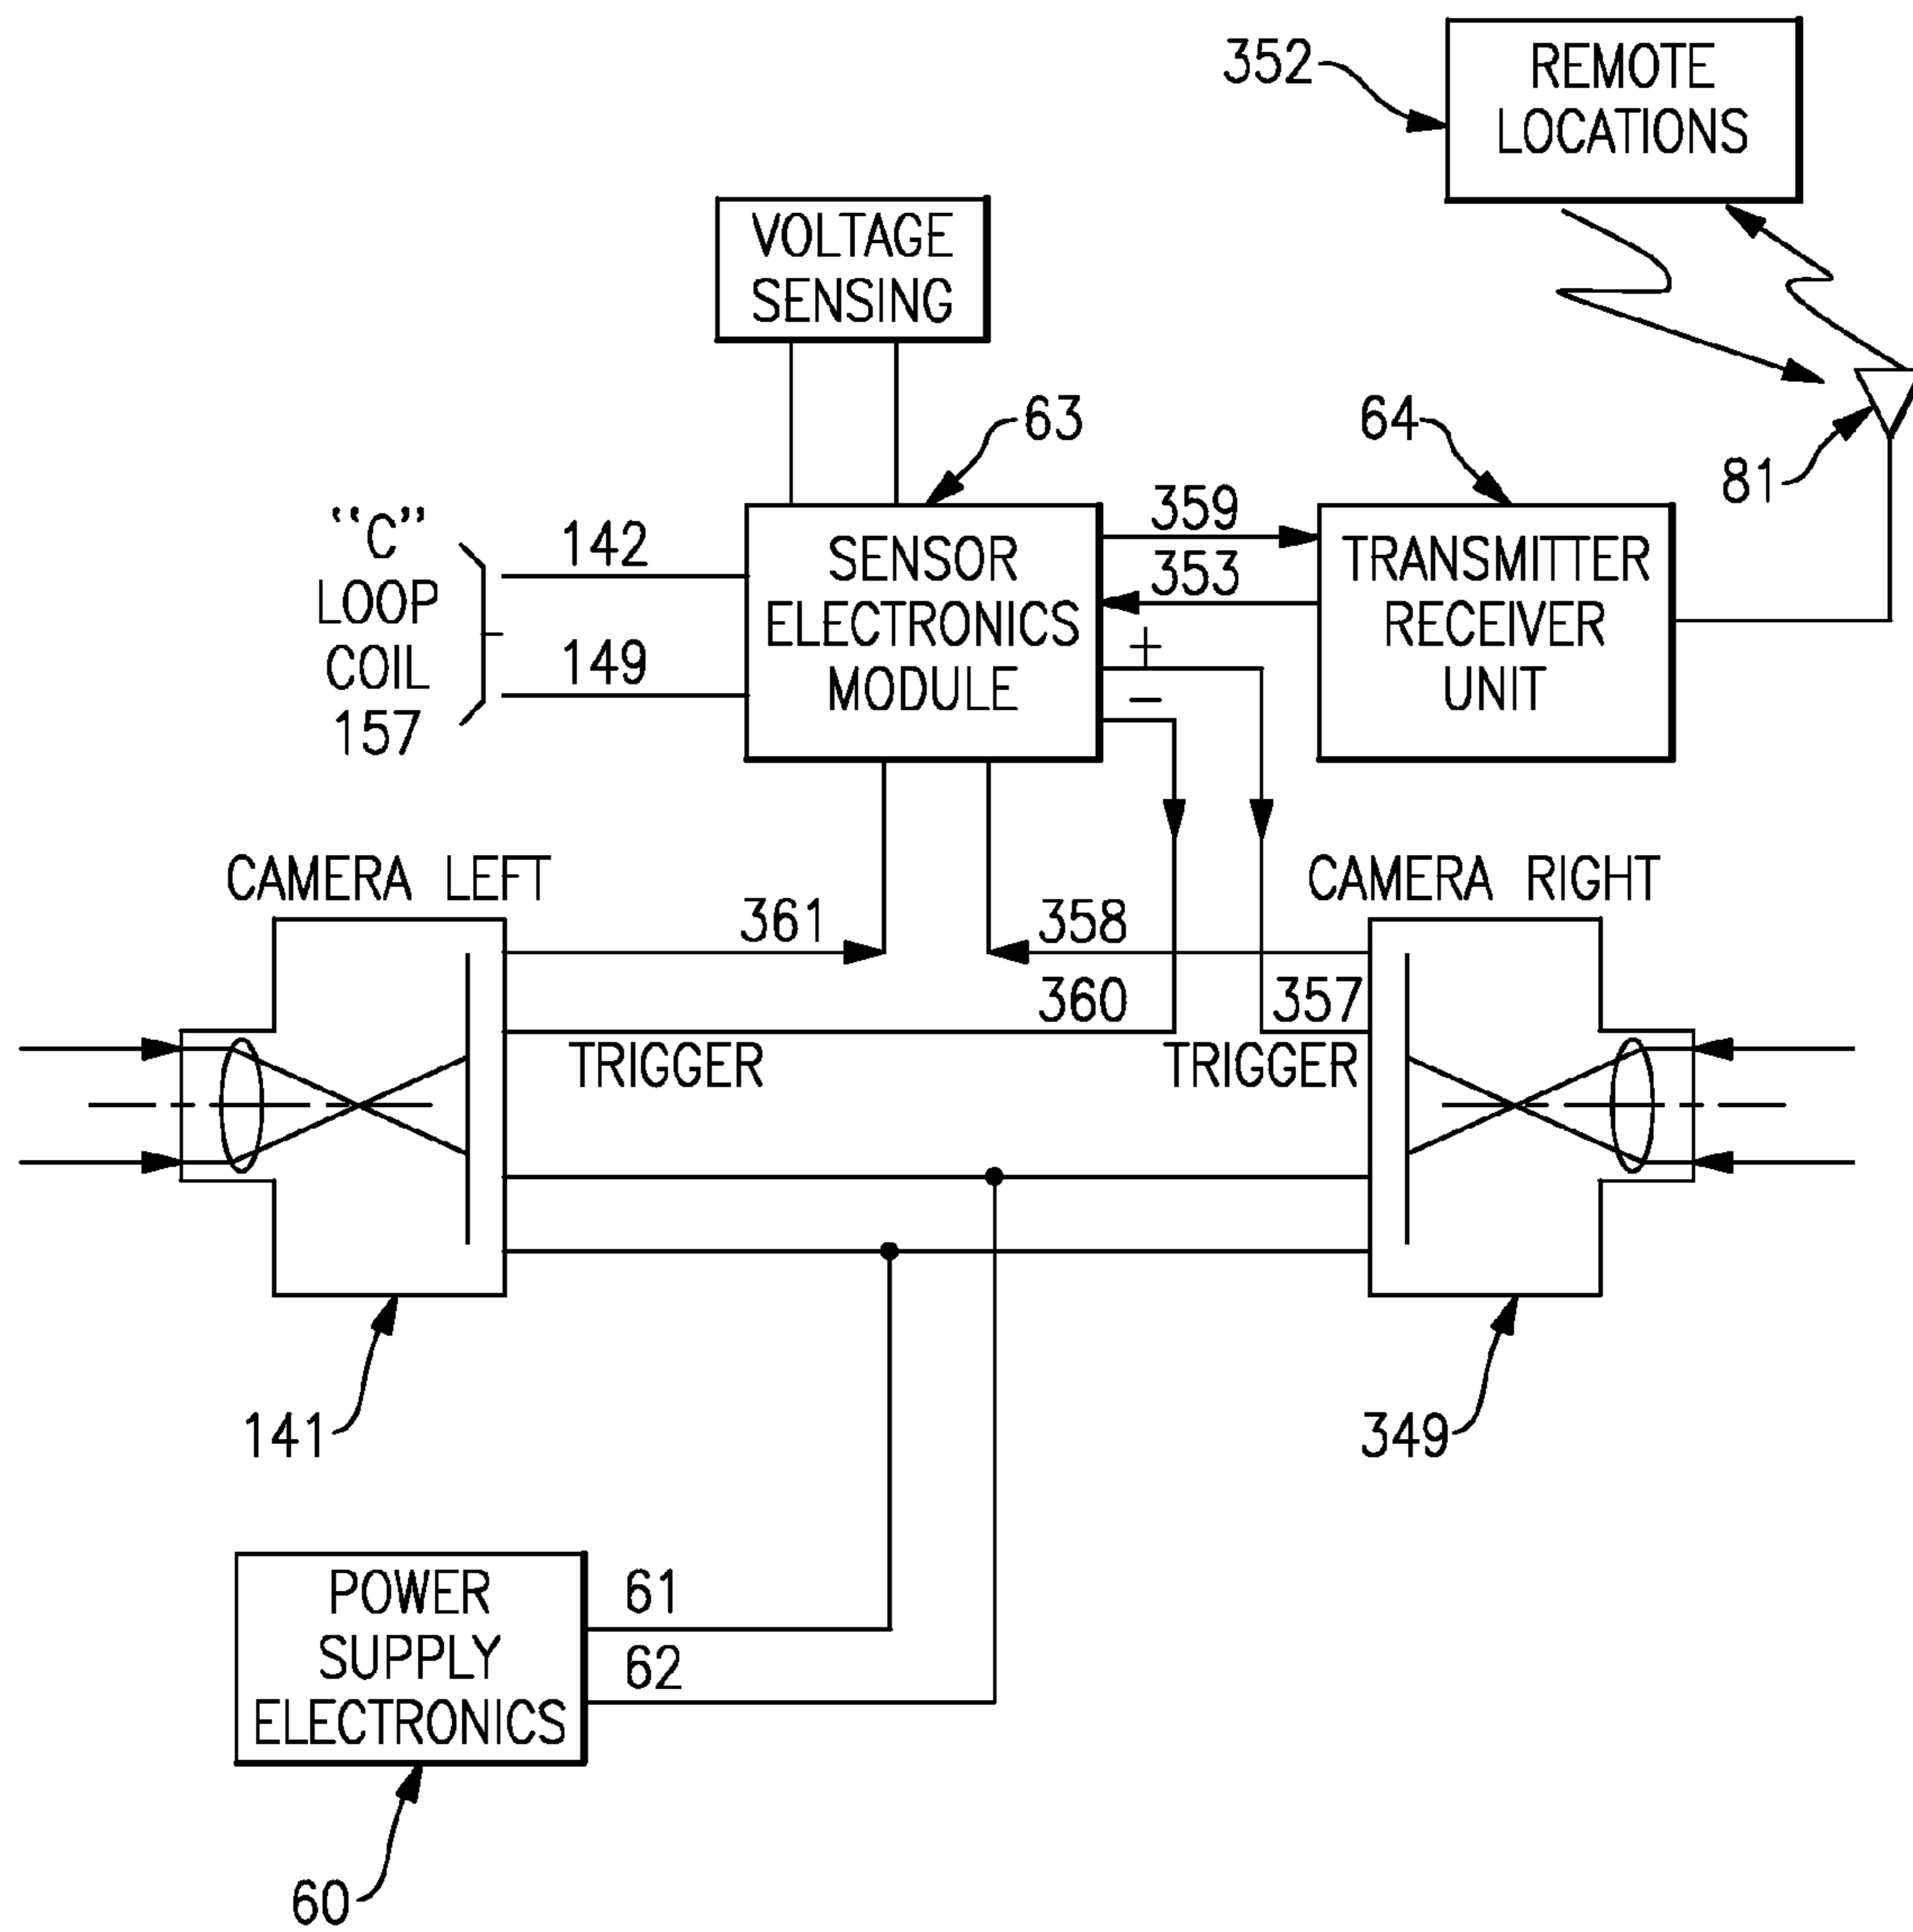 352
REMOTE
LOCATIONS
VOLTAGE
SENSING
63
64
81
"C"
LOOP
COIL
157
142
149
SENSOR
ELECTRONICS
MODULE
359
353
+
−
TRANSMITTER
RECEIVER
UNIT
CAMERA LEFT
CAMERA RIGHT
361
358
360
357
TRIGGER
TRIGGER
141
349
POWER
SUPPLY
ELECTRONICS
61
62
60